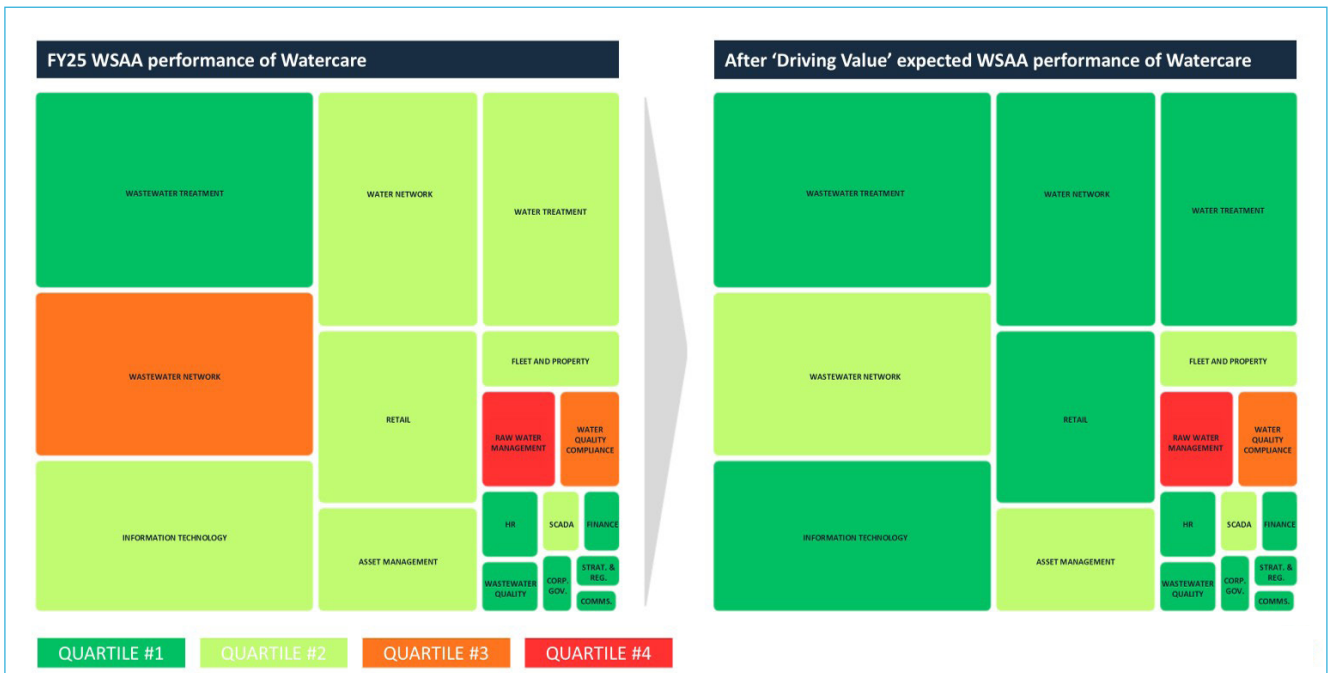 FY25 WSAA performance of Watercare
WASTEWATER TREATMENT
WATER NETWORK
WATER TREATMENT
WASTEWATER NETWORK
RETAIL
FLEET AND PROPERTY
RAW WATER
MANAGEMENT
WATER
QUALITY
COMPLIANCE
INFORMATION TECHNOLOGY
ASSET MANAGEMENT
HR
SCADA
FINANCE
WASTEWATER
QUALITY
CORP.
GOV.
STRAT. &
REG.
COMMS.
After ‘Driving Value’ expected WSAA performance of Watercare
WASTEWATER TREATMENT
WATER NETWORK
WATER TREATMENT
WASTEWATER NETWORK
RETAIL
FLEET AND PROPERTY
RAW WATER
MANAGEMENT
WATER
QUALITY
COMPLIANCE
INFORMATION TECHNOLOGY
ASSET MANAGEMENT
HR
SCADA
FINANCE
WASTEWATER
QUALITY
CORP.
GOV.
STRAT. &
REG.
COMMS.
QUARTILE #1
QUARTILE #2
QUARTILE #3
QUARTILE #4